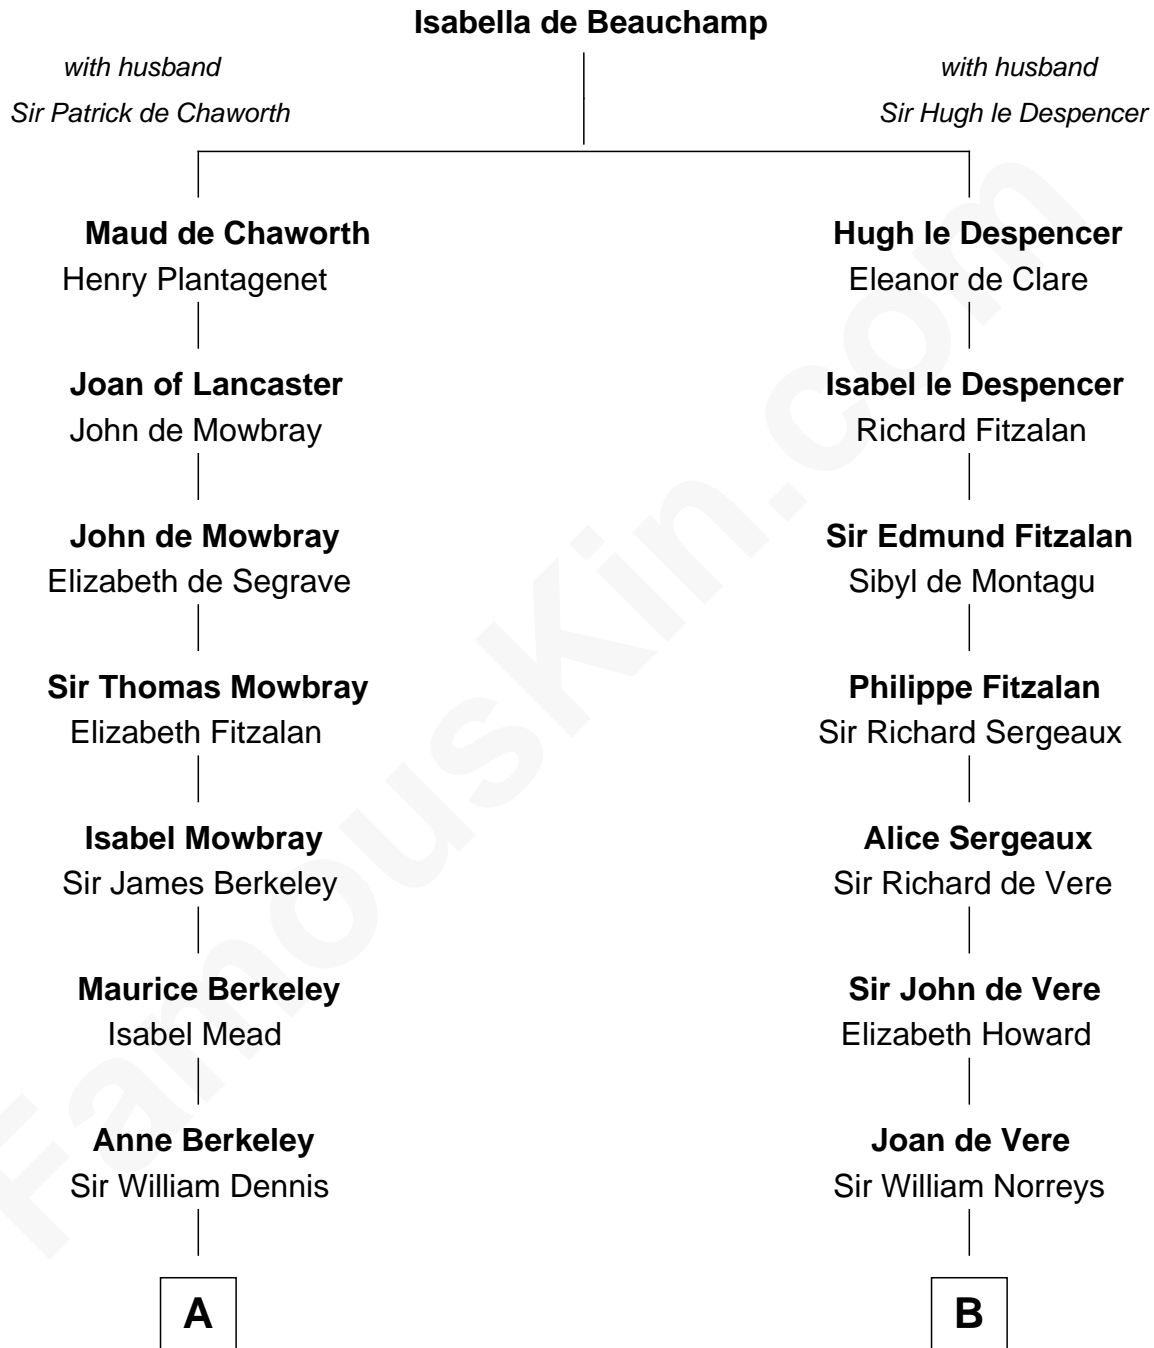 Isabella de Beauchamp
with husband
Sir Patrick de Chaworth
with husband
Sir Hugh le Despencer
Maud de Chaworth
Henry Plantagenet
Hugh le Despencer
Eleanor de Clare
Joan of Lancaster
John de Mowbray
Isabel le Despencer
Richard Fitzalan
John de Mowbray
Elizabeth de Segrave
Sir Edmund Fitzalan
Sibyl de Montagu
Sir Thomas Mowbray
Elizabeth Fitzalan
Philippe Fitzalan
Sir Richard Sergeaux
Isabel Mowbray
Sir James Berkeley
Alice Sergeaux
Sir Richard de Vere
Maurice Berkeley
Isabel Mead
Sir John de Vere
Elizabeth Howard
Anne Berkeley
Sir William Dennis
Joan de Vere
Sir William Norreys
A
B
FamousKin.com